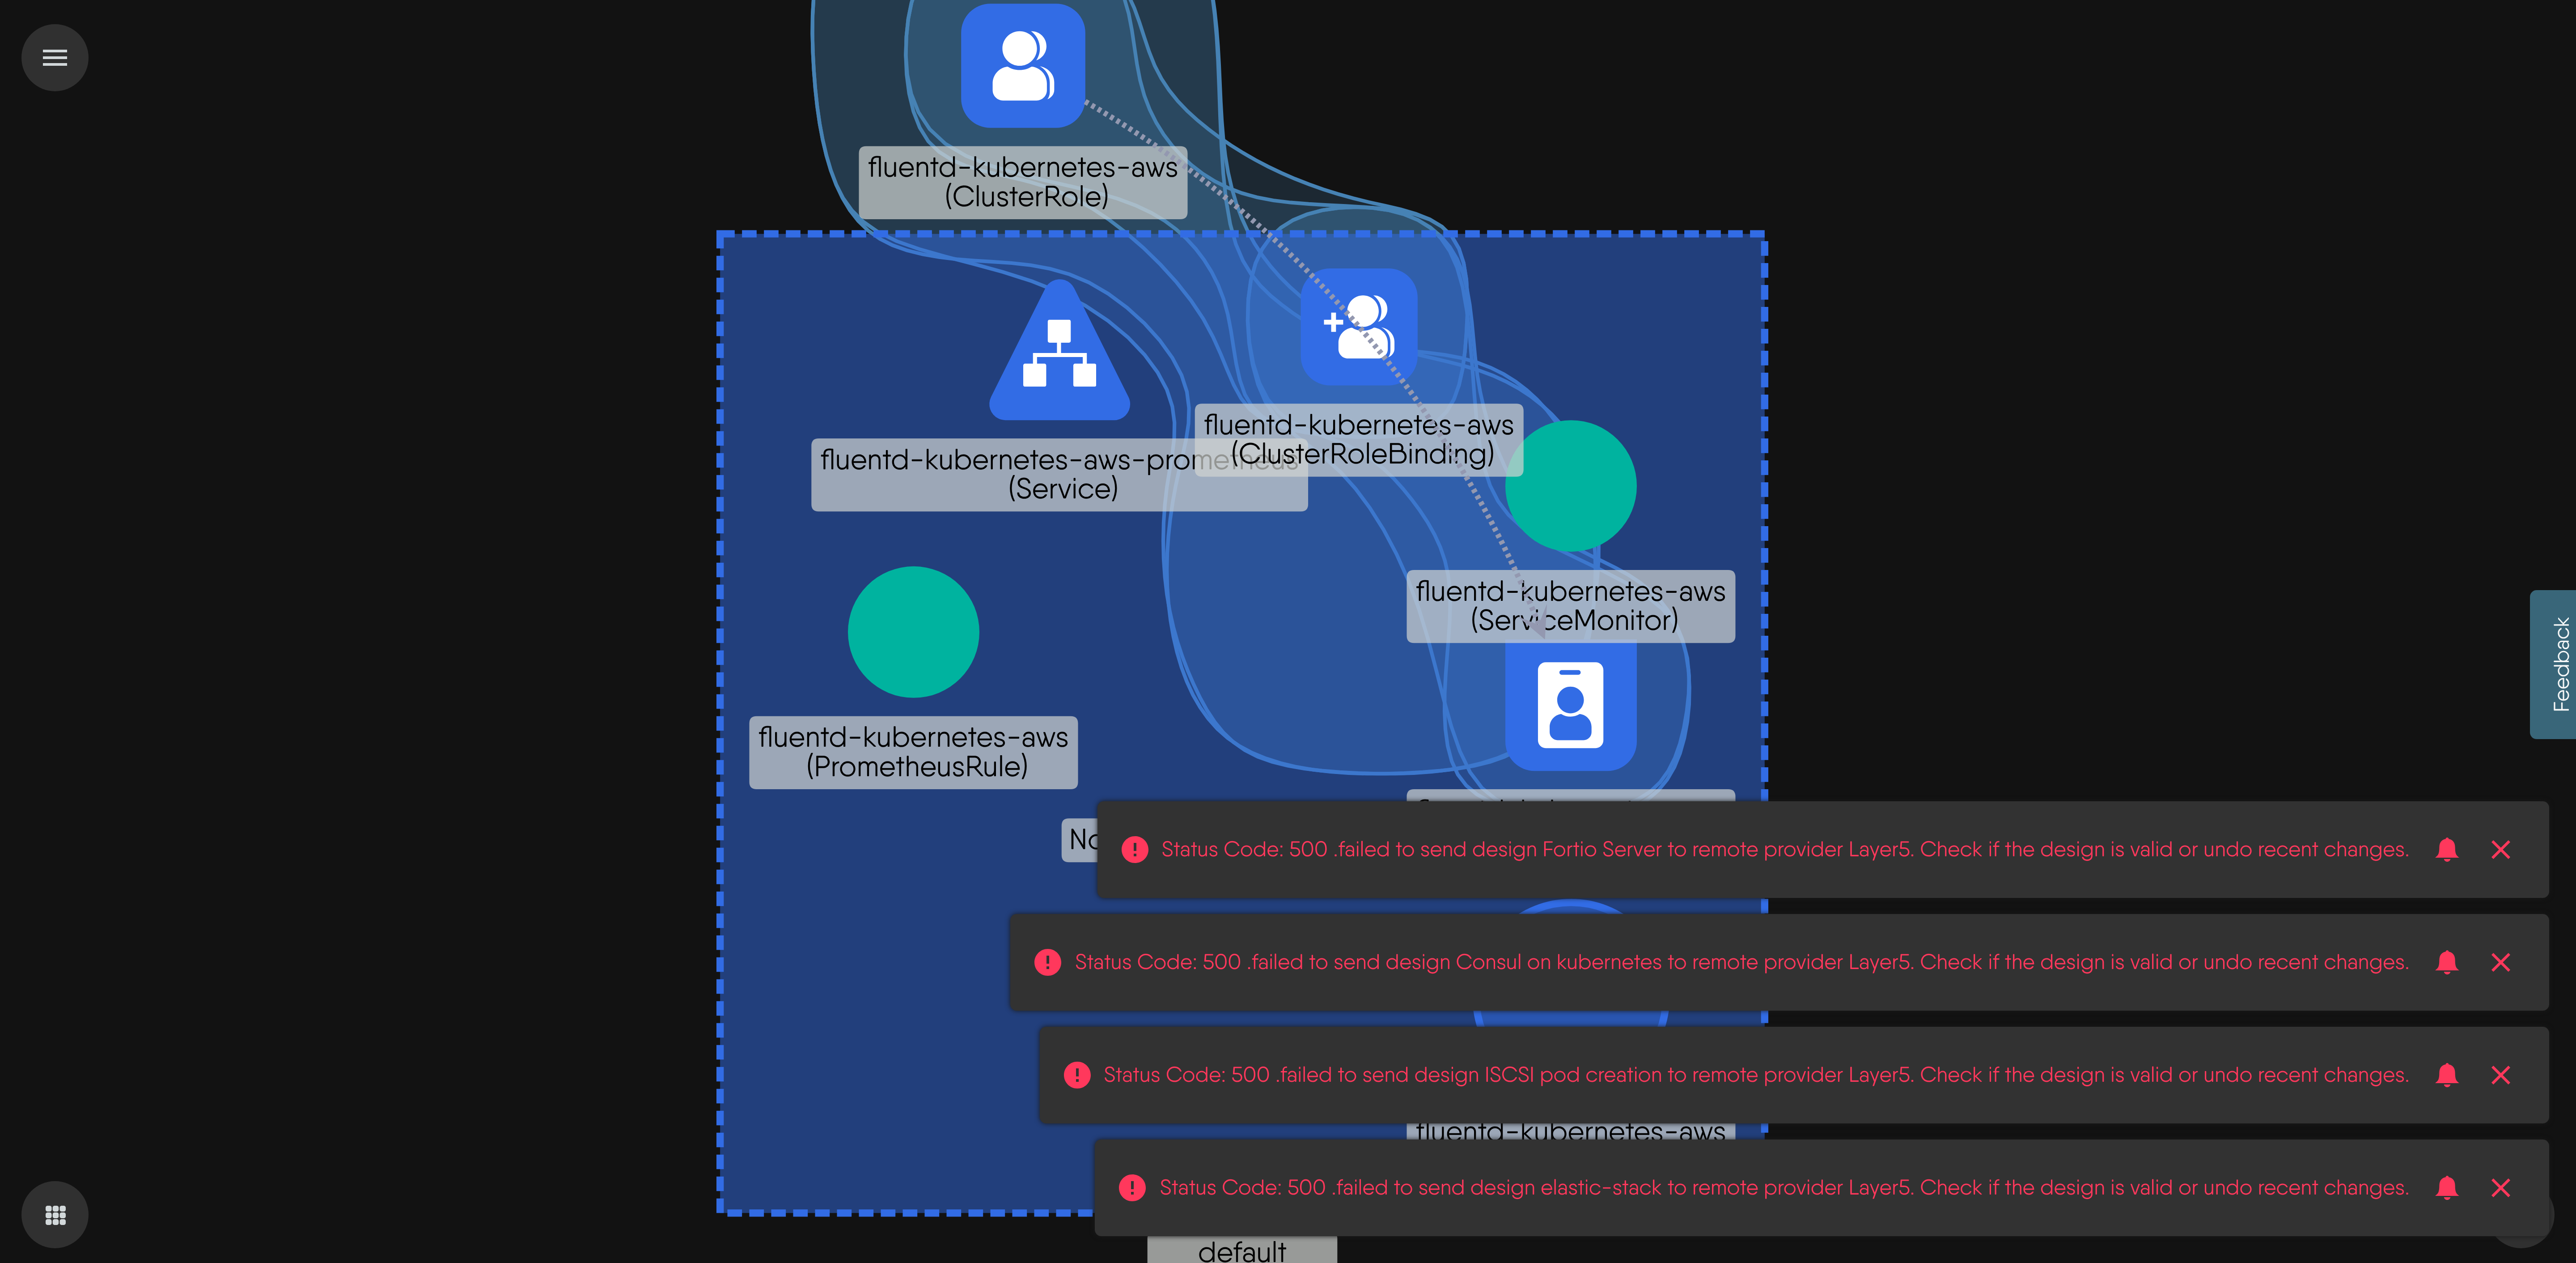 fluentd-kubernetes-aws
(ClusterRole)
fluentd-kubernetes-aws
(ClusterRoleBinding)
fluentd-kubernetes-aws-prometheus
(Service)
fluentd-kubernetes-aws
(ServiceMonitor)
Feedback
fluentd-kubernetes-aws
(PrometheusRule)
Status Code: 500 .failed to send design Fortio Server to remote provider Layer5. Check if the design is valid or undo recent changes.
Status Code: 500 .failed to send design Consul on kubernetes to remote provider Layer5. Check if the design is valid or undo recent changes.
Status Code: 500 .failed to send design ISCSI pod creation to remote provider Layer5. Check if the design is valid or undo recent changes.
fluentd-kubernetes-aws
Status Code: 500 .failed to send design elastic-stack to remote provider Layer5. Check if the design is valid or undo recent changes.
default